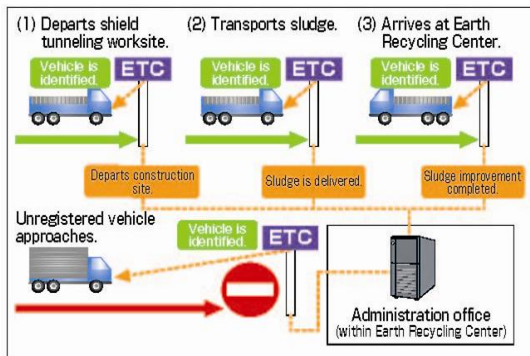 (1) Departs shield
tunneling worksite.
Vehicle is
identified.
ETC
Departs construction
site.
(2) Transports sludge.
Vehicle is
identified.
ETC
Sludge is delivered.
(3) Arrives at Earth
Recycling Center.
Vehicle is
identified.
ETC
Sludge improvement
completed.
Unregistered vehicle
approaches.
Vehicle is
identified.
ETC
Administration office
(within Earth Recycling Center)